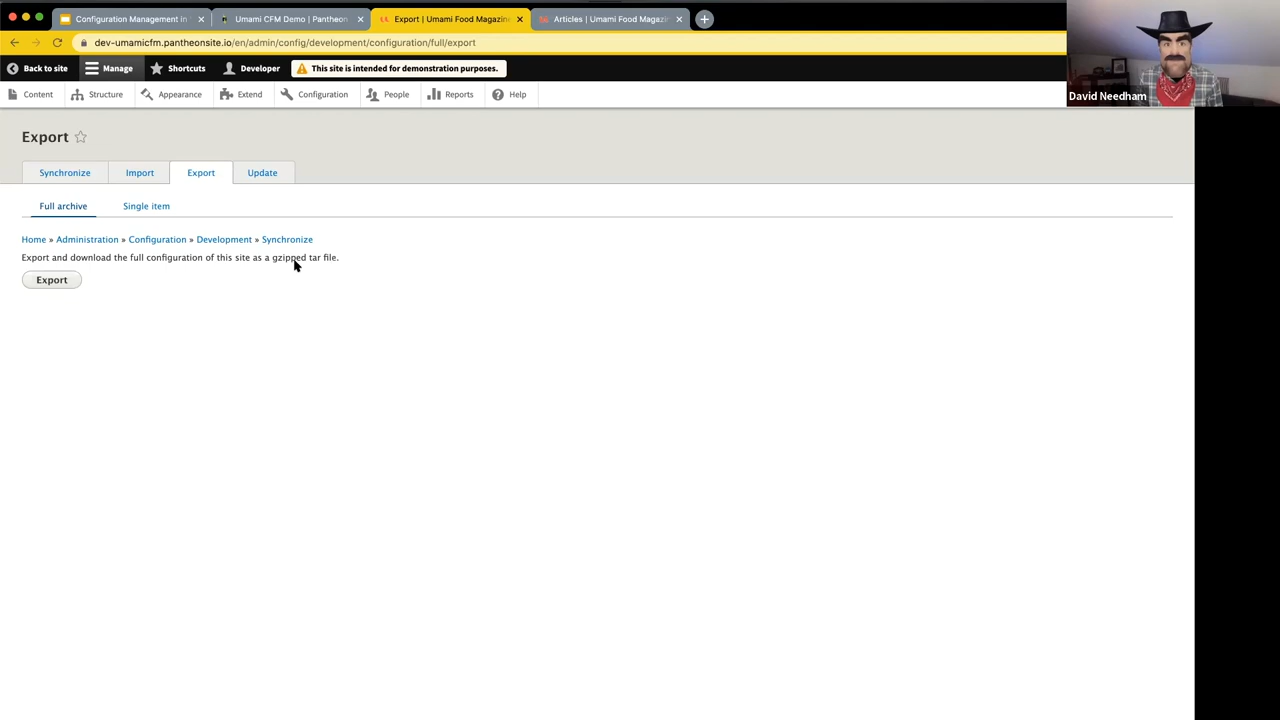 Configuration Management in
Umami CFM Demo | Pantheon
Export | Umami Food Magazine
Articles | Umami Food Magazi
dev-umamicfm.pantheonsite.io/en/admin/config/development/configuration/full/export
Back to site
Manage
Shortcuts
Developer
This site is intended for demonstration purposes.
David Needham
Content
Structure
Appearance
Extend
Configuration
People
Reports
Help
Export
Synchronize
Import
Export
Update
Full archive
Single item
Home » Administration » Configuration » Development » Synchronize
Export and download the full configuration of this site as a gzipped tar file.
Export